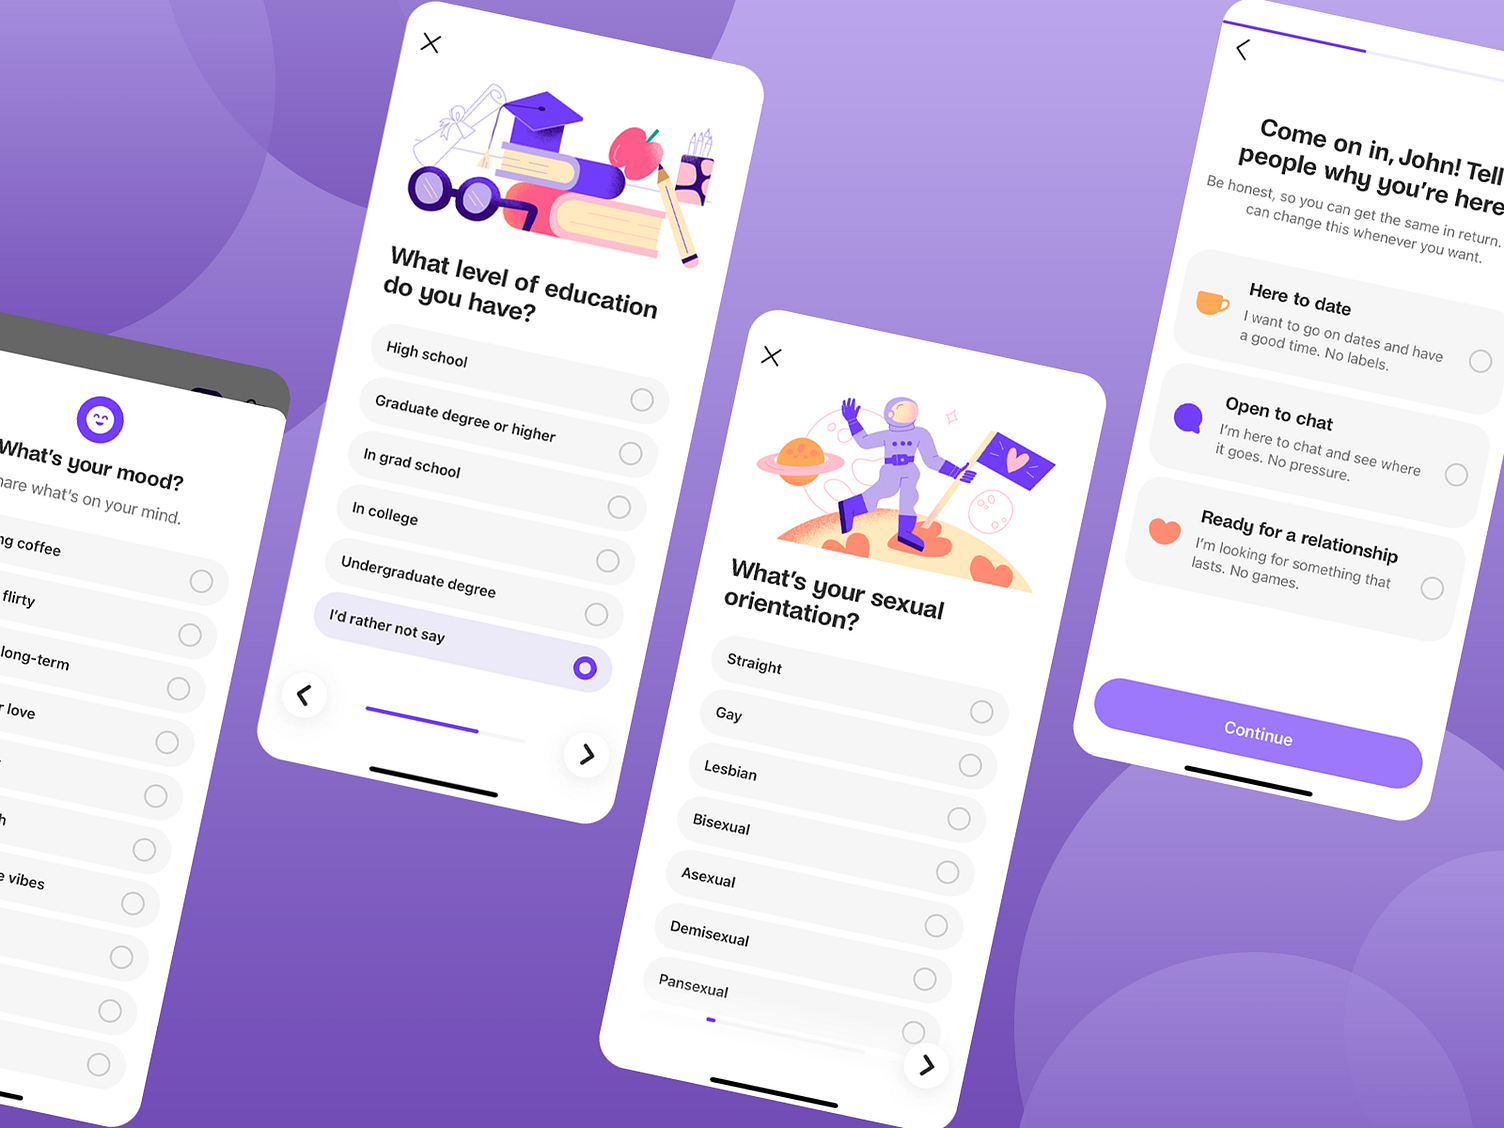 What's your mood?
what's on your mind.
coffee
flirty
long-term
love
vibes
What level of education
do you have?
High school
Graduate degree or higher
In grad school
In college
Undergraduate degree
I'd rather not say
What's your sexual
orientation?
Straight
Gay
Lesbian
Bisexual
Asexual
Demisexual
Pansexual
Come on in, John! Tell
people why you're here
Be honest, so you can get the same in return.
can change this whenever you want.
Here to date
I want to go on dates and have
a good time. No labels.
Open to chat
I'm here to chat and see where
it goes. No pressure.
Ready for a relationship
I'm looking for something that
lasts. No games.
Continue